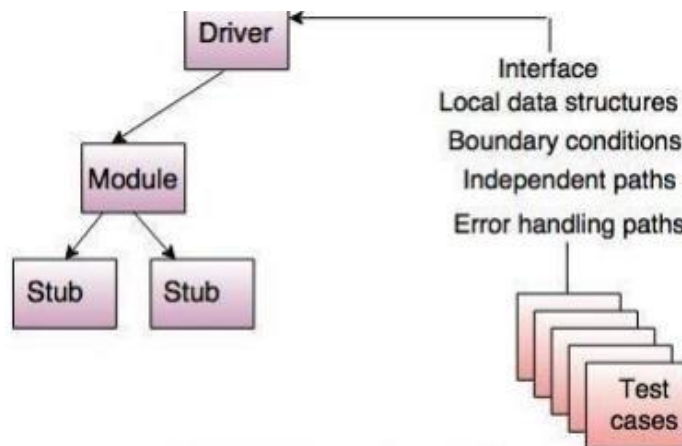 Driver
Interface
Local data structures
Boundary conditions
Module
Independent paths
Error handling paths
Stub
Stub
Test
cases